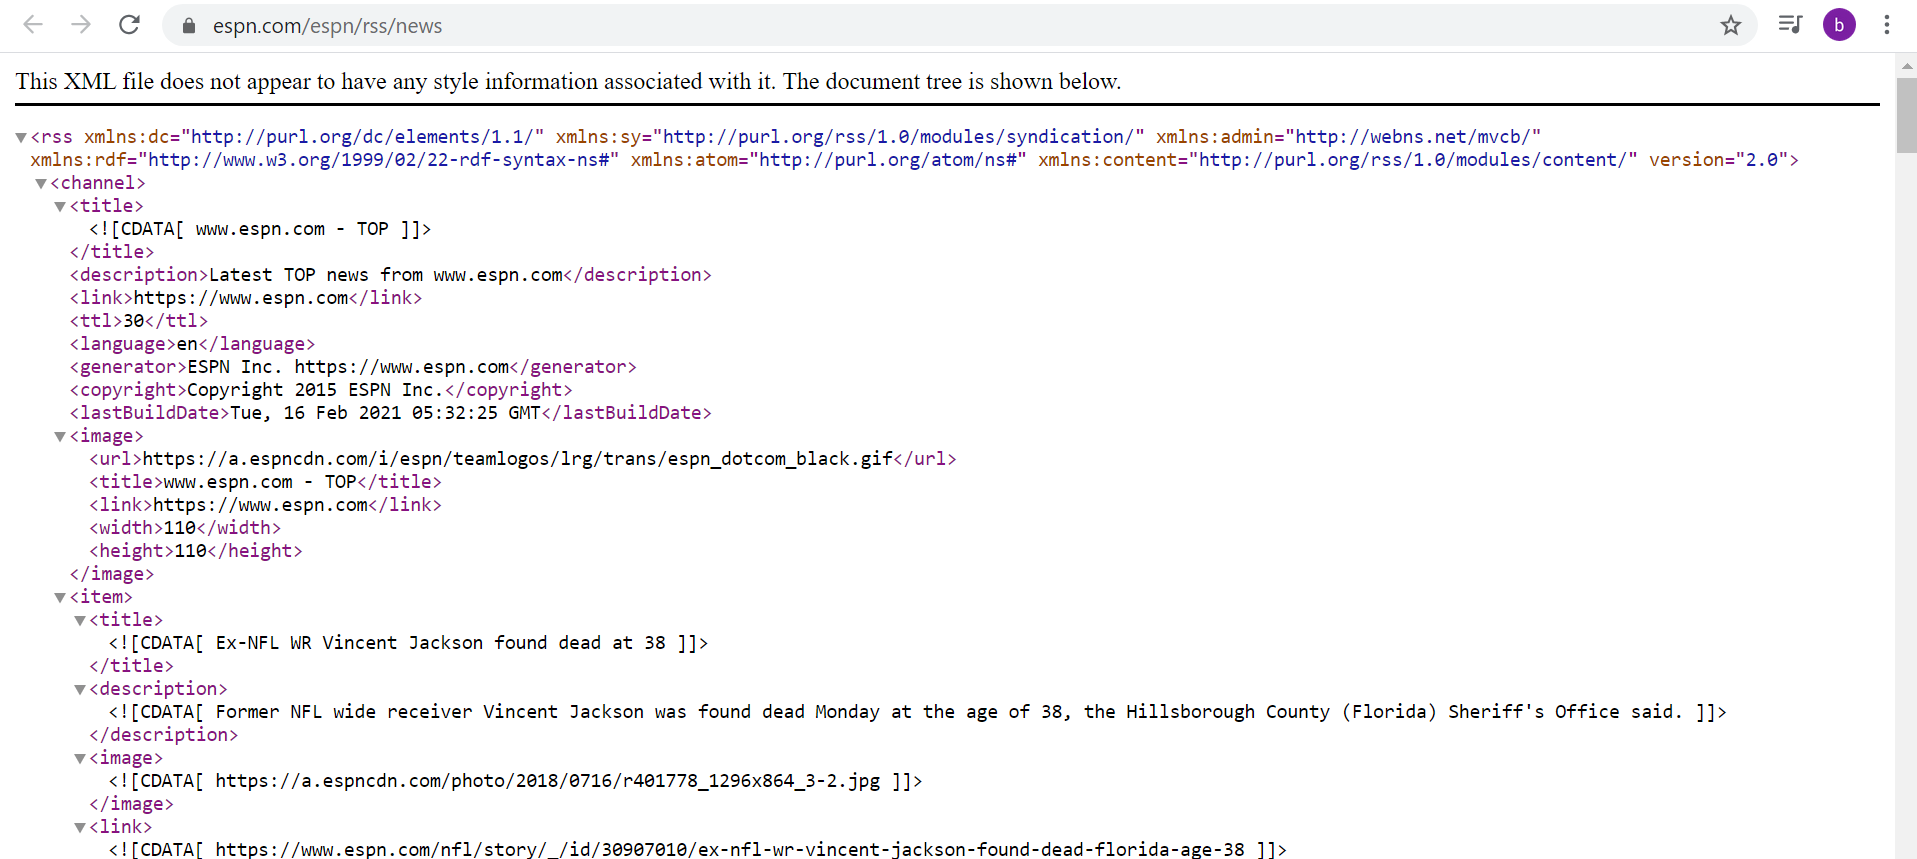 espn.com/espn/rss/news
b
This XML file does not appear to have any style information associated with it. The document tree is shown below.
<rss xmlns:dc="http://purl.org/dc/elements/1.1/" xmlns:sy="http://purl.org/rss/1.0/modules/syndication/" xmlns:admin="http://webns.net/mvcb/"
xmlns:rdf="http://www.w3.org/1999/02/22-rdf-syntax-ns#" xmlns:atom="http://purl.org/atom/ns#" xmlns:content="http://purl.org/rss/1.0/modules/content/" version="2.0">
<channel>
<title>
<![CDATA[ www.espn.com - TOP ]]>
</title>
<description>Latest TOP news from www.espn.com</description>
<link>https://www.espn.com</link>
<ttl>30</ttl>
<language>en</language>
<generator>ESPN Inc. https://www.espn.com</generator>
<copyright>Copyright 2015 ESPN Inc.</copyright>
<lastBuildDate>Tue, 16 Feb 2021 05:32:25 GMT</lastBuildDate>
<image>
<url>https://a.espncdn.com/i/espn/teamlogos/lrg/trans/espn_dotcom_black.gif</url>
<title>www.espn.com - TOP</title>
<link>https://www.espn.com</link>
<width>110</width>
<height>110</height>
</image>
<item>
<title>
<![CDATA[ Ex-NFL WR Vincent Jackson found dead at 38 ]]>
</title>
<description>
<![CDATA[ Former NFL wide receiver Vincent Jackson was found dead Monday at the age of 38, the Hillsborough County (Florida) Sheriff's Office said. ]]>
</description>
<image>
<![CDATA[ https://a.espncdn.com/photo/2018/0716/r401778_1296x864_3-2.jpg ]]>
</image>
<link>
<![CDATA[ https://www.espn.com/nfl/story/_/id/30907010/ex-nfl-wr-vincent-jackson-found-dead-florida-age-38 ]]>